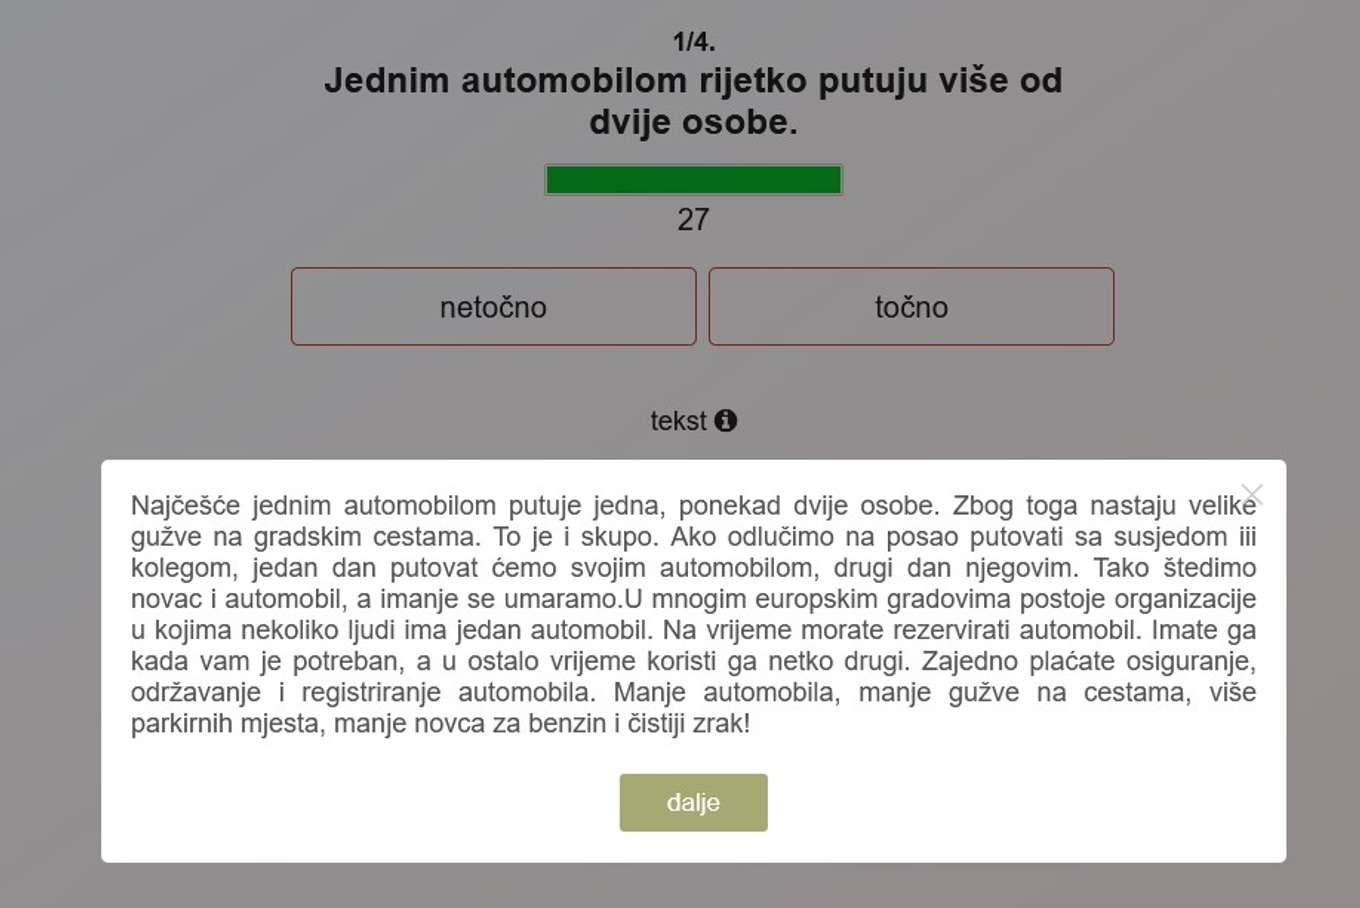 1/4.
Jednim automobilom rijetko putuju više od
dvije osobe.
27
netočno
točno
tekst
Najčešće jednim automobilom putuje jedna, ponekad dvije osobe. Zbog toga nastaju velike
gužve na gradskim cestama. To je i skupo. Ako odlučimo na posao putovati sa susjedom iii
kolegom, jedan dan putovat ćemo svojim automobilom, drugi dan njegovim. Tako štedimo
novac i automobil, a imanje se umaramo.U mnogim europskim gradovima postoje organizacije
u kojima nekoliko ljudi ima jedan automobil. Na vrijeme morate rezervirati automobil. Imate ga
kada vam je potreban, a u ostalo vrijeme koristi ga netko drugi. Zajedno plaćate osiguranje,
održavanje i registriranje automobila. Manje automobila, manje gužve na cestama, više
parkirnih mjesta, manje novca za benzin i čistiji zrak!
dalje